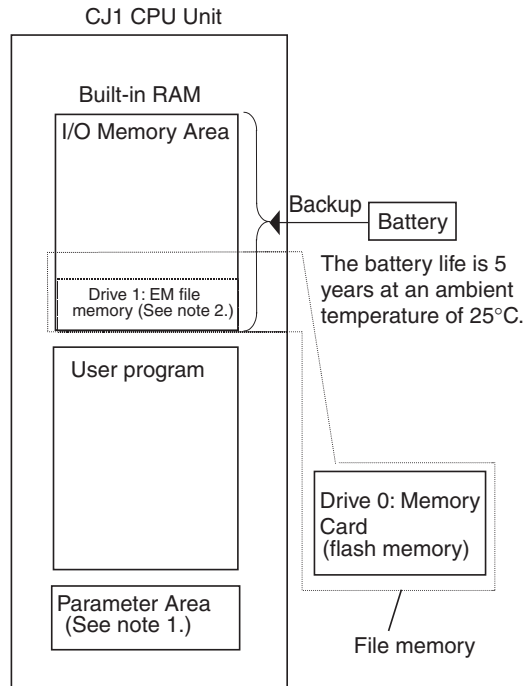 CJ1 CPU Unit
Built-in RAM
I/O Memory Area
Drive 1: EM file
memory (See note 2.)
Backup
Battery
The battery life is 5
years at an ambient
temperature of 25°C.
User program
Drive 0: Memory
Card
(flash memory)
Parameter Area
(See note 1.)
File memory